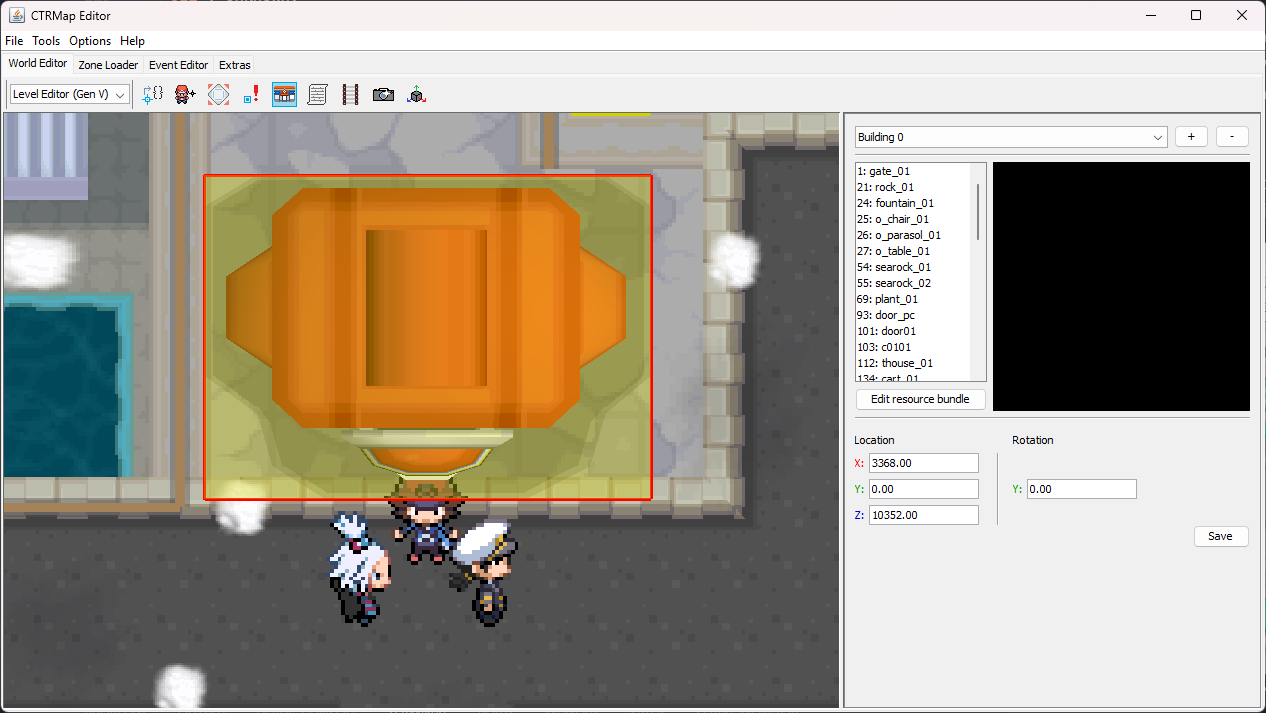 CTRMap Editor
File Tools Options Help
World Editor Zone Loader Event Editor Extras
Level Editor (Gen V)
Building 0
+ -
1: gate_01
21: rock_01
24: fountain_01
25: o_chair_01
26: o_parasol_01
27: o_table_01
54: searock_01
55: searock_02
69: plant_01
93: door_pc
101: door01
103: c0101
112: thouse_01
134: cart_01
Edit resource bundle
Location Rotation
X: 3368.00
Y: 0.00 Y: 0.00
Z: 10352.00
Save